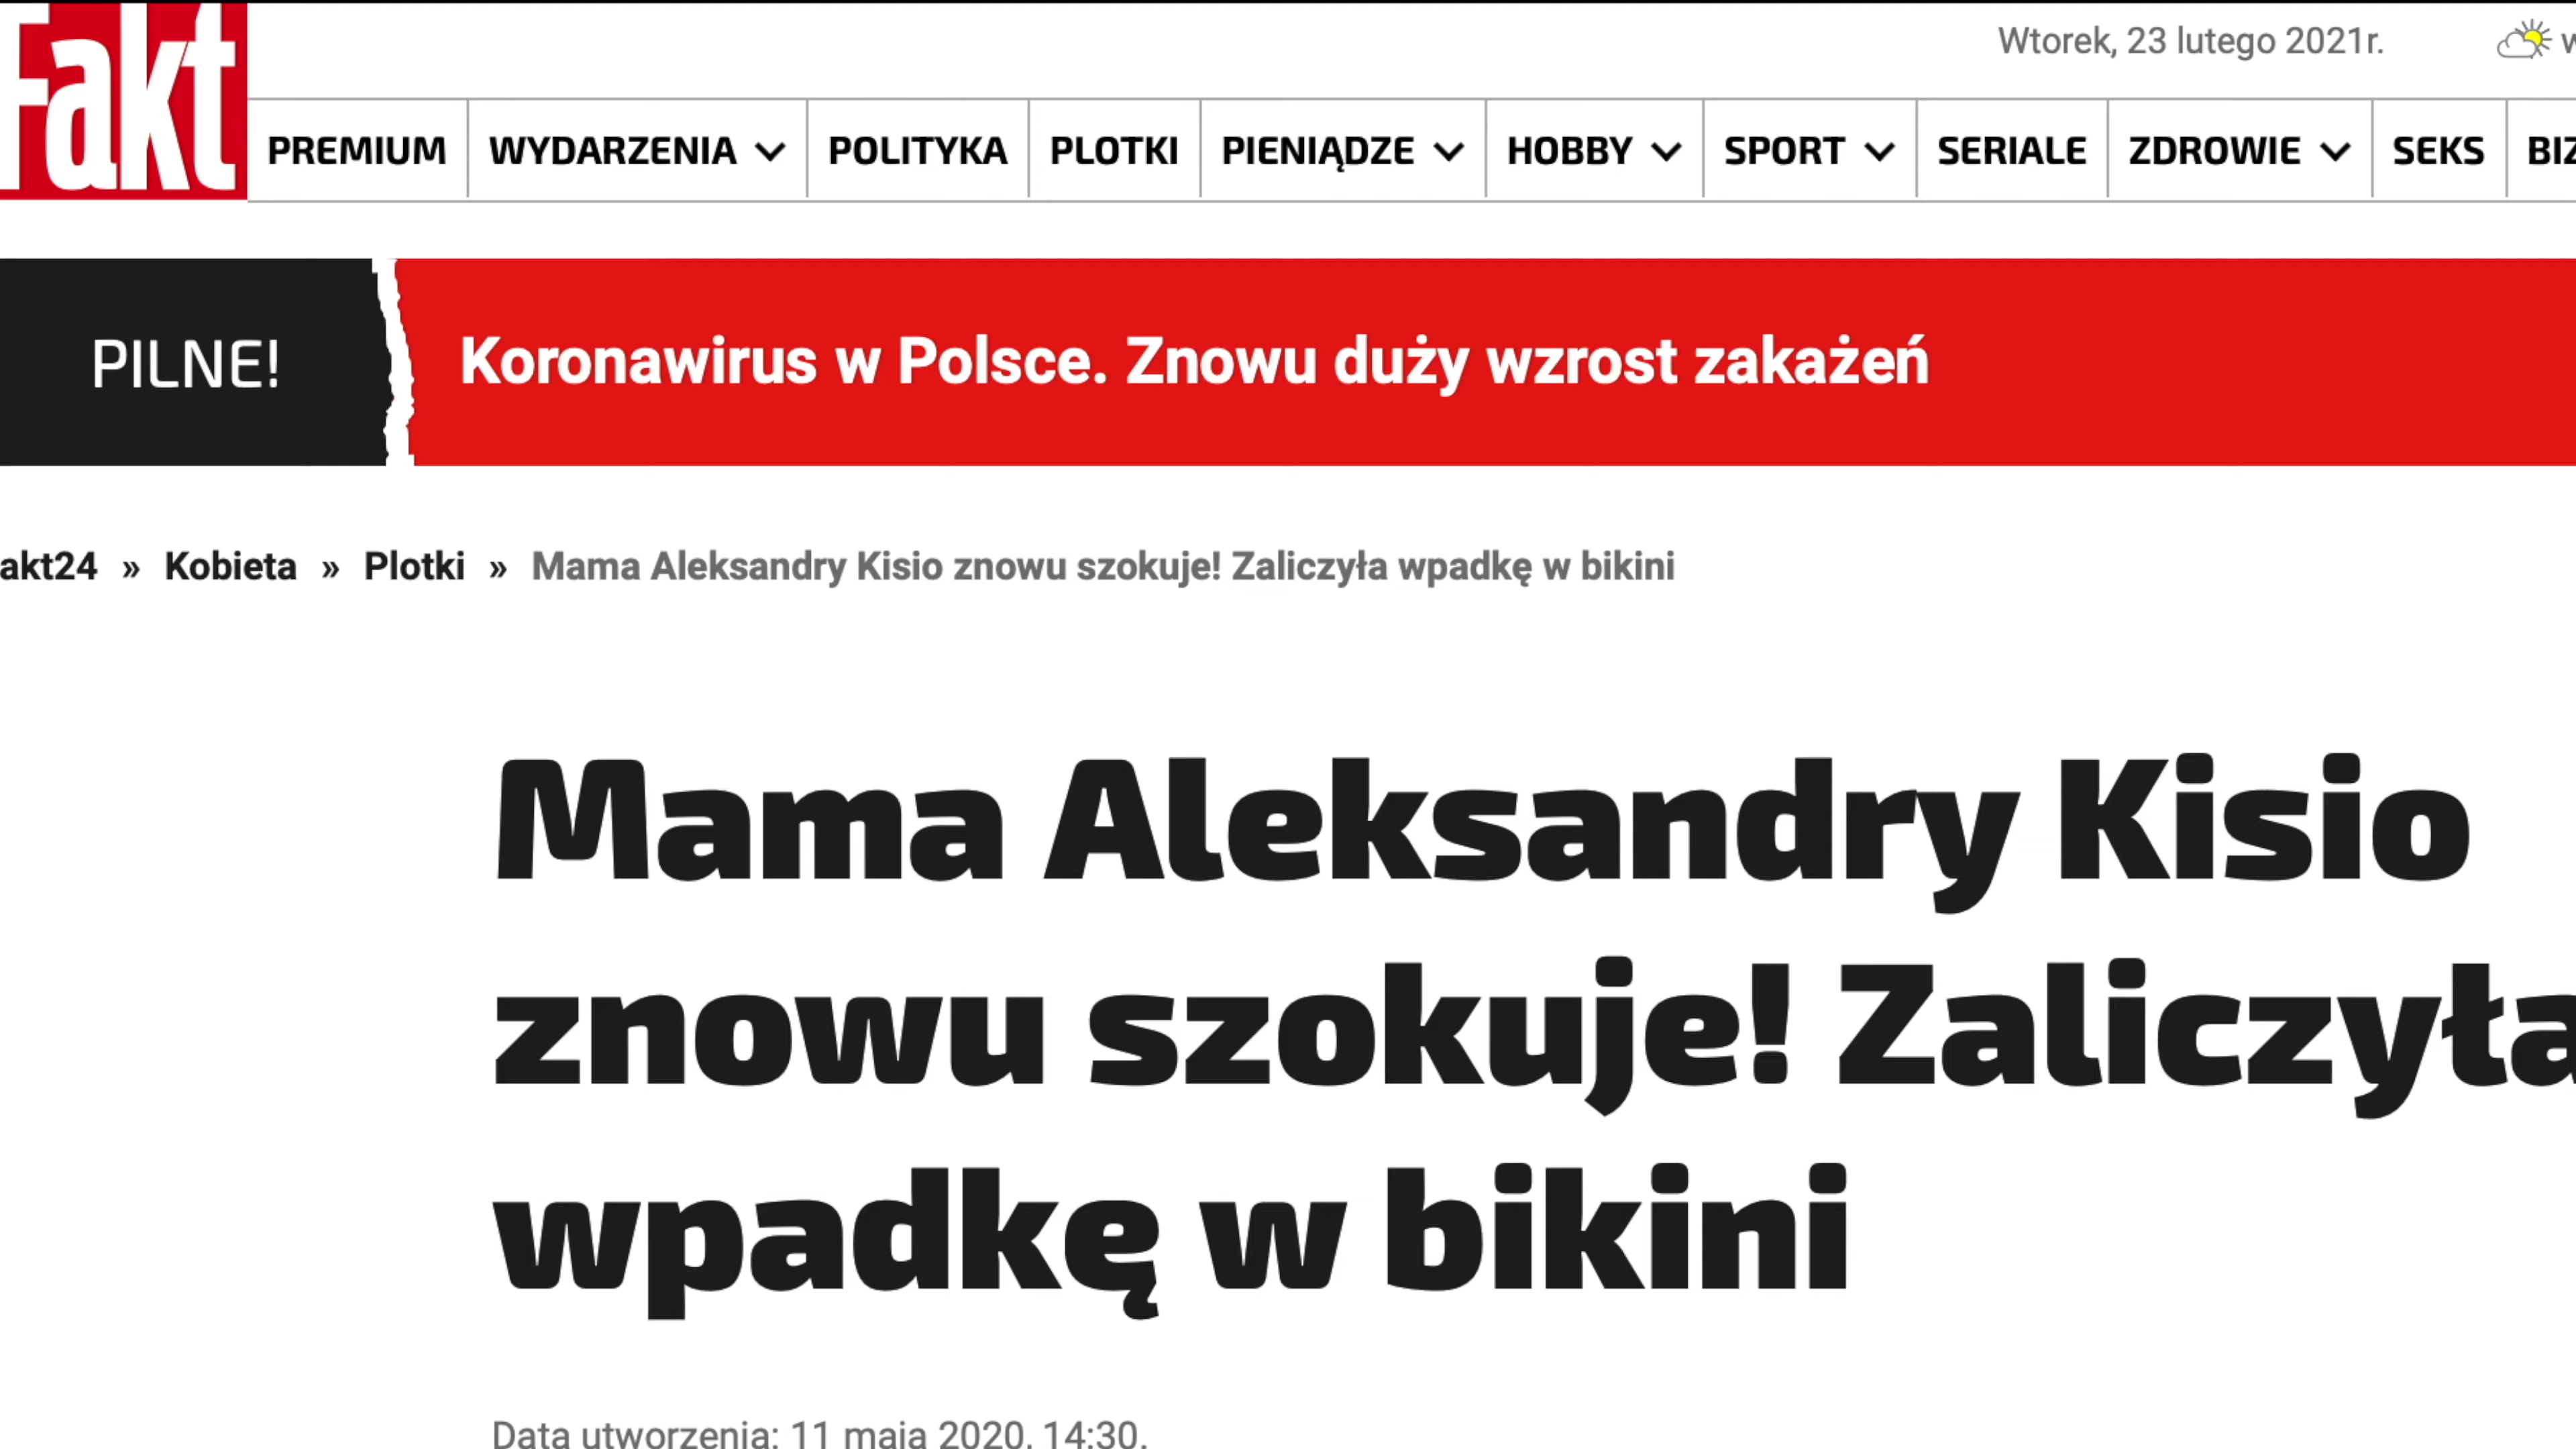 Fakt
Wtorek, 23 lutego 2021r.
PREMIUM WYDARZENIA POLITYKA PLOTKI PIENIĄDZE HOBBY SPORT SERIALE ZDROWIE SEKS BIZ
PILNE! Koronawirus w Polsce. Znowu duży wzrost zakażeń
akt24 » Kobieta » Plotki » Mama Aleksandry Kisio znowu szokuje! Zaliczyła wpadkę w bikini
Mama Aleksandry Kisio
znowu szokuje! Zaliczyła
wpadkę w bikini
Data utworzenia: 11 maja 2020, 14:30.